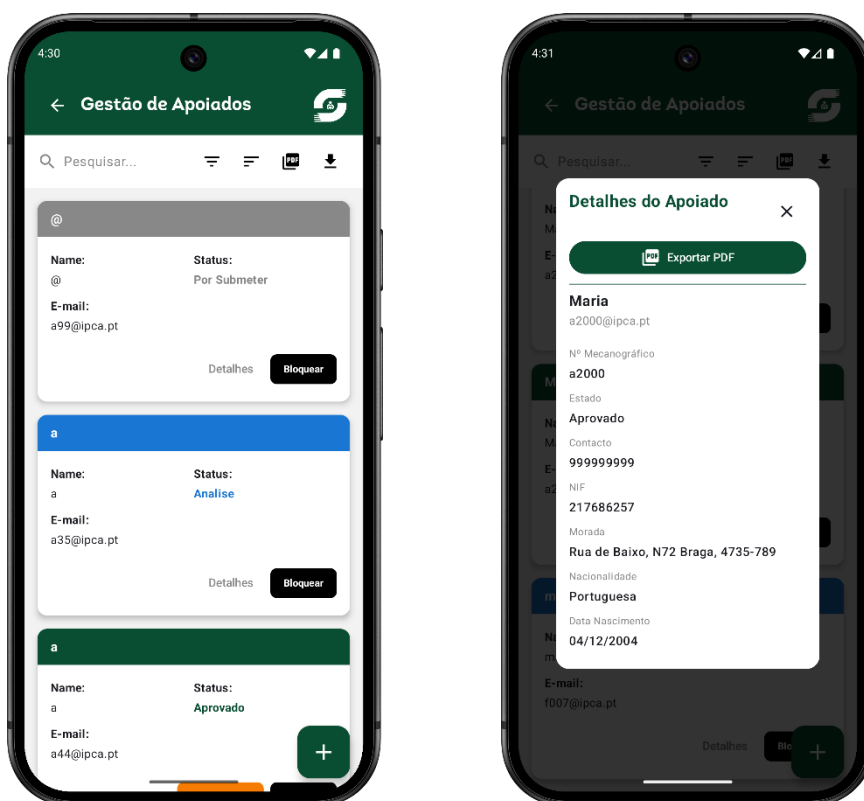 4:30
Gestão de Apoiados
Pesquisar...
PDF
@
Name: Status:
@ Por Submeter
E-mail:
a99@ipca.pt
Detalhes Bloquear
a
Name: Status:
a Analise
E-mail:
a35@ipca.pt
Detalhes Bloquear
a
Name: Status:
a Aprovado
E-mail:
a44@ipca.pt
+
4:31
Gestão de Apoiados
Pesquisar...
PDF
Detalhes do Apoiado
PDF Exportar PDF
Maria
a2000@ipca.pt
Nº Mecanográfico
a2000
Estado
Aprovado
Contacto
999999999
NIF
217686257
Morada
Rua de Baixo, N72 Braga, 4735-789
Nacionalidade
Portuguesa
Data Nascimento
04/12/2004
E-mail:
f007@ipca.pt
Detalhes Blo
+